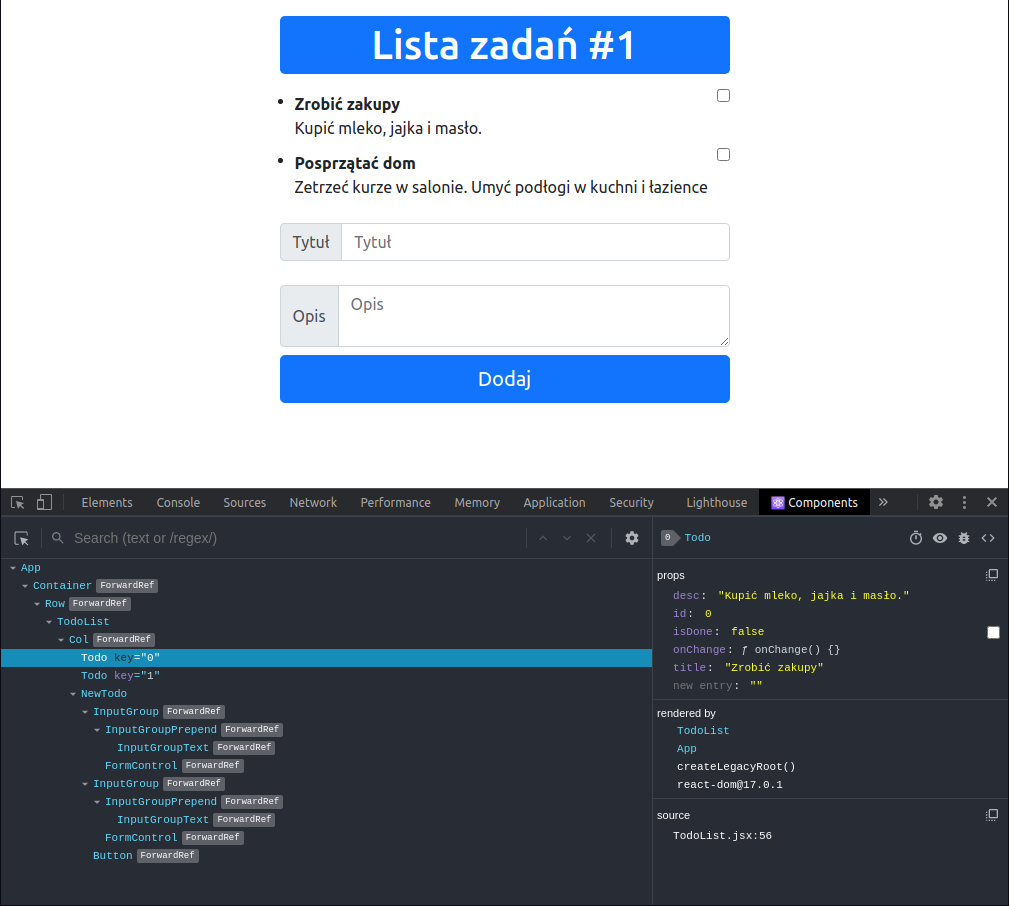 Lista zadań #1
Zrobić zakupy
Kupić mleko, jajka i masło.
Posprzątać dom
Zetrzeć kurze w salonie. Umyć podłogi w kuchni i łazience
Tytuł Tytuł
Opis Opis
Dodaj
Elements Console Sources Network Performance Memory Application Security Lighthouse Components
Search (text or /regex/)
0 Todo
App
Container ForwardRef
Row ForwardRef
TodoList
Col ForwardRef
Todo key="0"
Todo key="1"
NewTodo
InputGroup ForwardRef
InputGroupPrepend ForwardRef
InputGroupText ForwardRef
FormControl ForwardRef
InputGroup ForwardRef
InputGroupPrepend ForwardRef
InputGroupText ForwardRef
FormControl ForwardRef
Button ForwardRef
props
desc: "Kupić mleko, jajka i masło."
id: 0
isDone: false
onChange: ƒ onChange() {}
title: "Zrobić zakupy"
new entry: ""
rendered by
TodoList
App
createLegacyRoot()
react-dom@17.0.1
source
TodoList.jsx:56